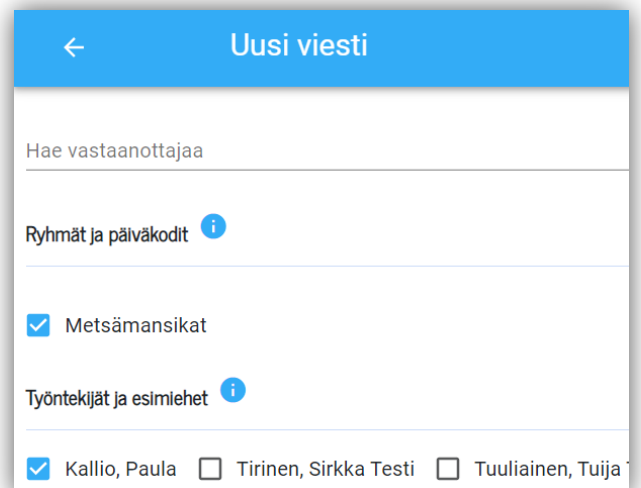 Uusi viesti
Hae vastaanottajaa
Ryhmät ja päiväkodit
Metsämansikat
Työntekijät ja esimiehet
Kallio, Paula Tirinen, Sirkka Testi Tuuliainen, Tuija